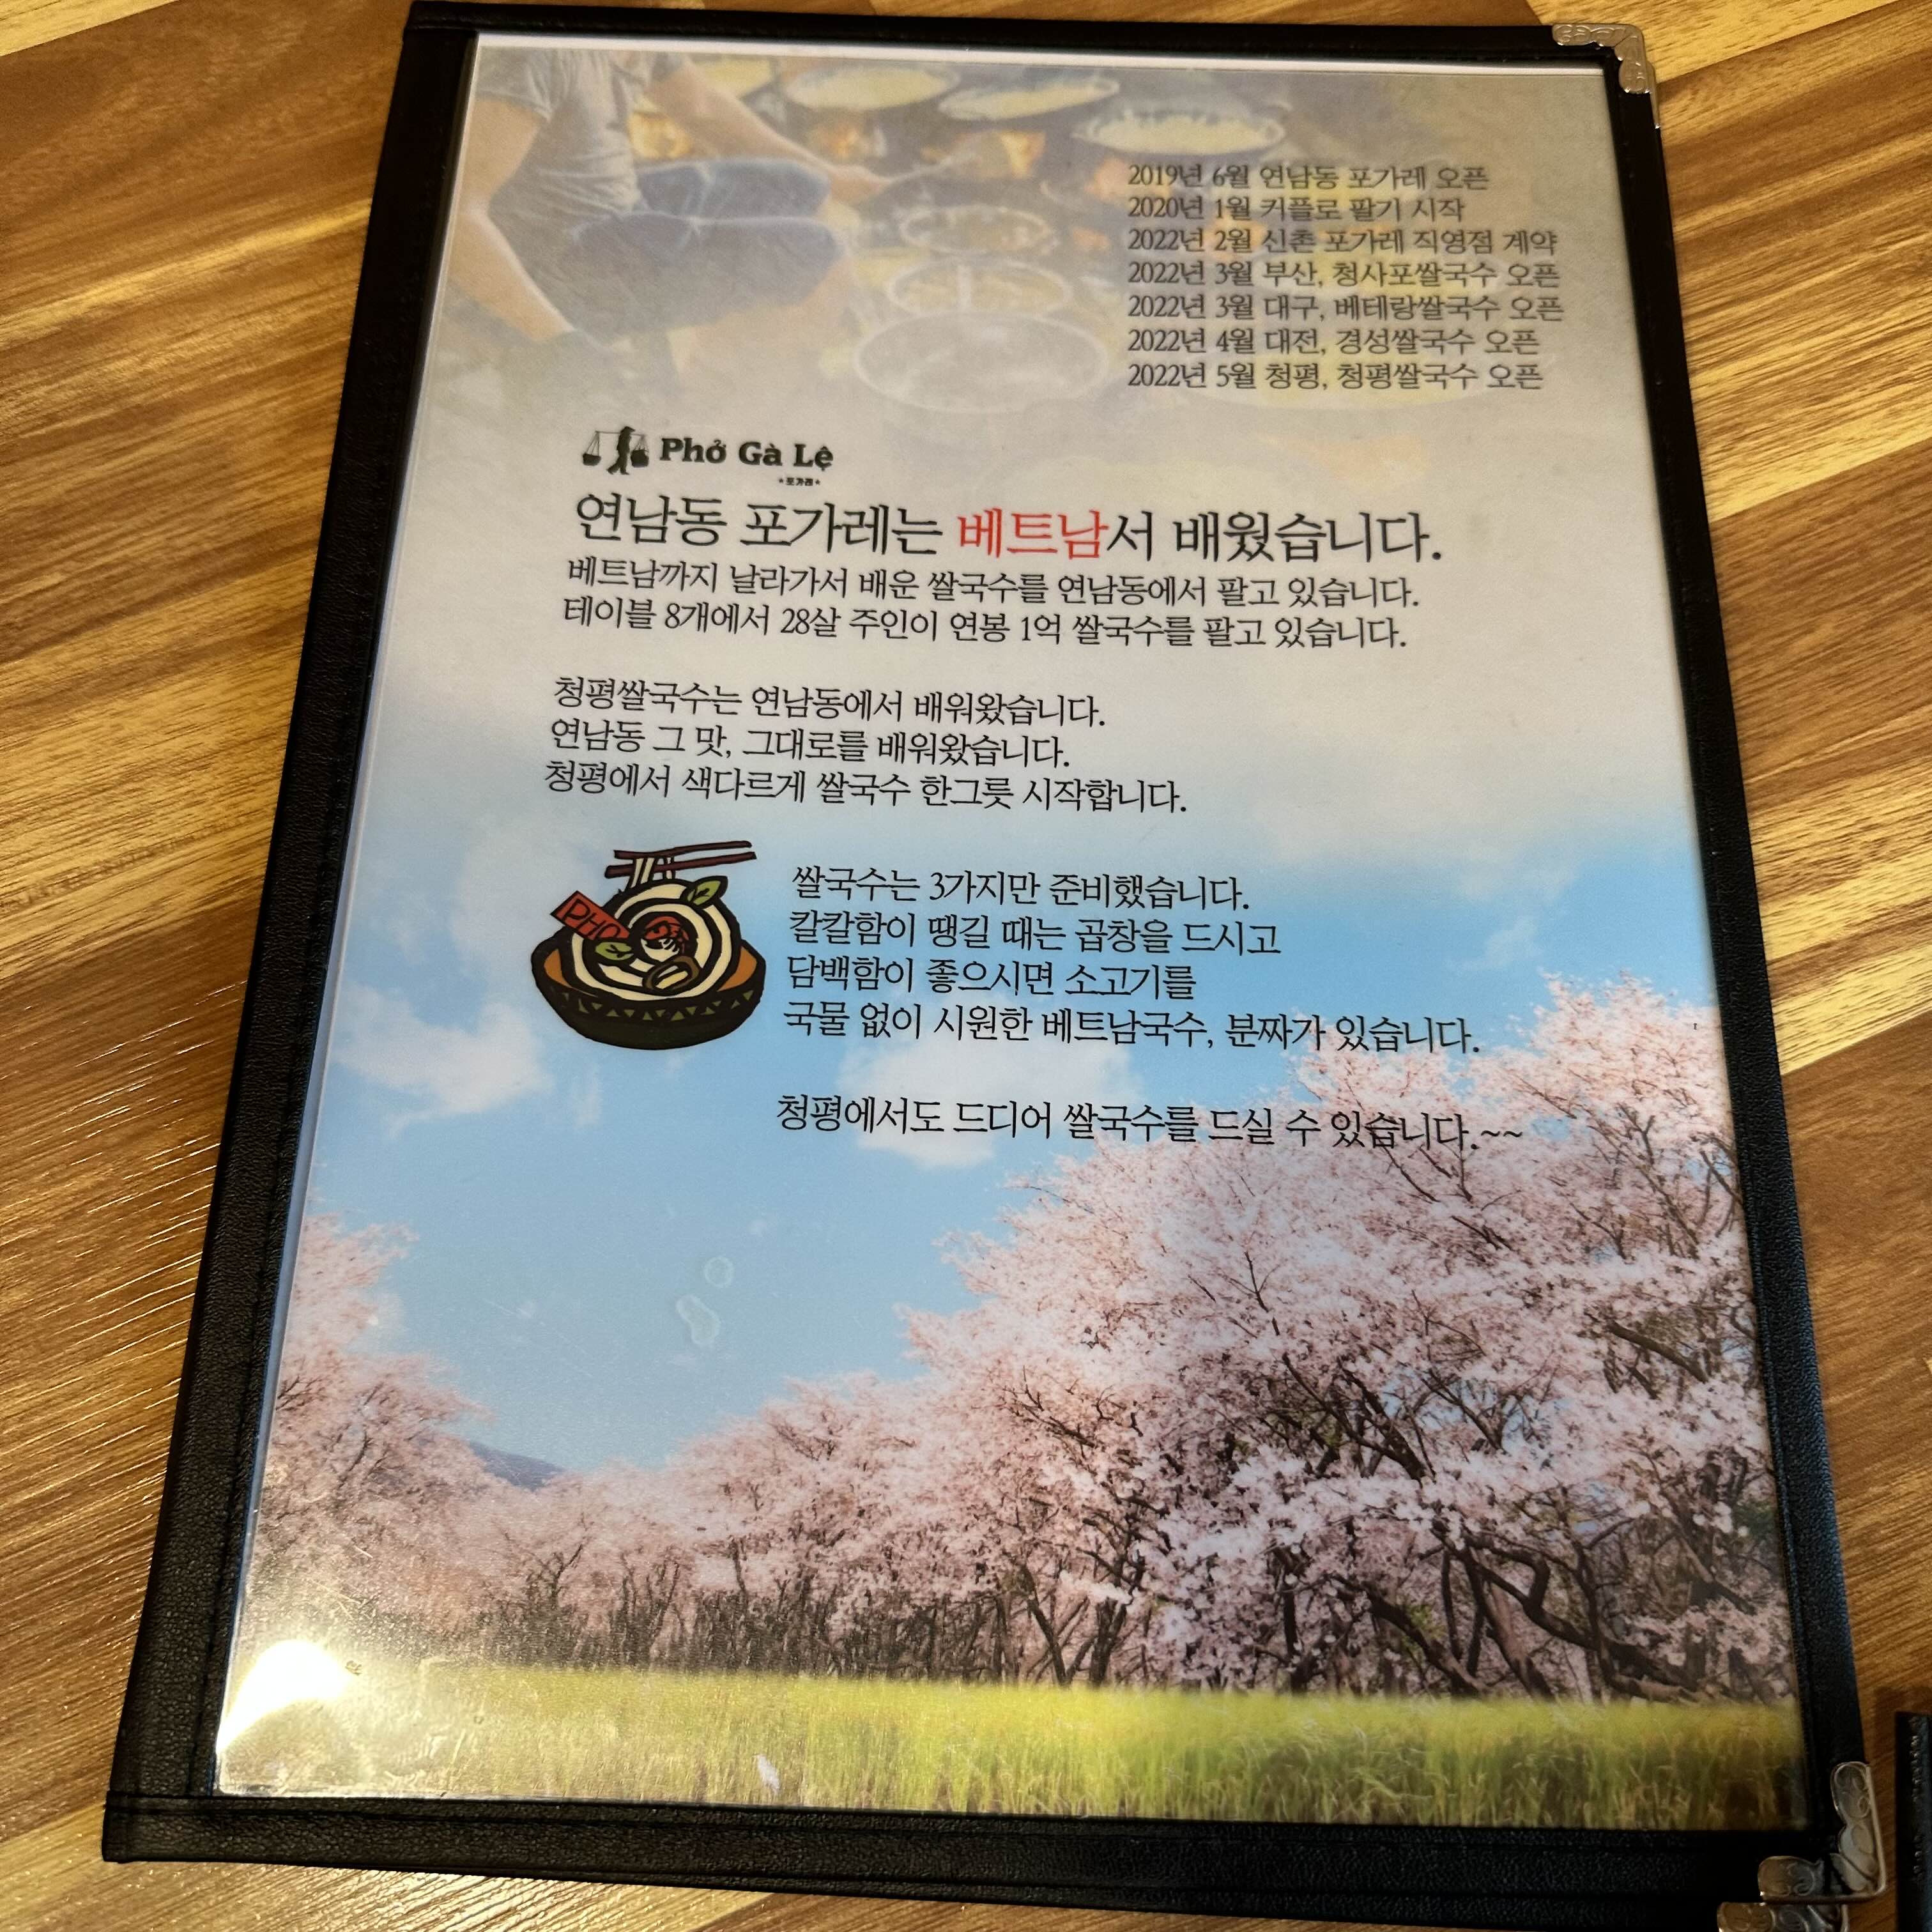 2019년 6월 연남동 포가레 오픈
2020년 1월 커플로 팔기 시작
2022년 2월 신촌 포가레 직영점 계약
2022년 3월 부산, 청사포쌀국수 오픈
2022년 3월 대구, 베테랑쌀국수 오픈
2022년 4월 대전, 경성쌀국수 오픈
2022년 5월 청평, 청평쌀국수 오픈
Phở Gà Lệ
*포가레*
연남동 포가레는 베트남서 배웠습니다.
베트남까지 날라가서 배운 쌀국수를 연남동에서 팔고 있습니다.
테이블 8개에서 28살 주인이 연봉 1억 쌀국수를 팔고 있습니다.
청평쌀국수는 연남동에서 배워왔습니다.
연남동 그 맛, 그대로를 배워왔습니다.
청평에서 색다르게 쌀국수 한그릇 시작합니다.
PHO
쌀국수는 3가지만 준비했습니다.
칼칼함이 땡길 때는 곱창을 드시고
담백함이 좋으시면 소고기를
국물 없이 시원한 베트남국수, 분짜가 있습니다.
청평에서도 드디어 쌀국수를 드실 수 있습니다.~~